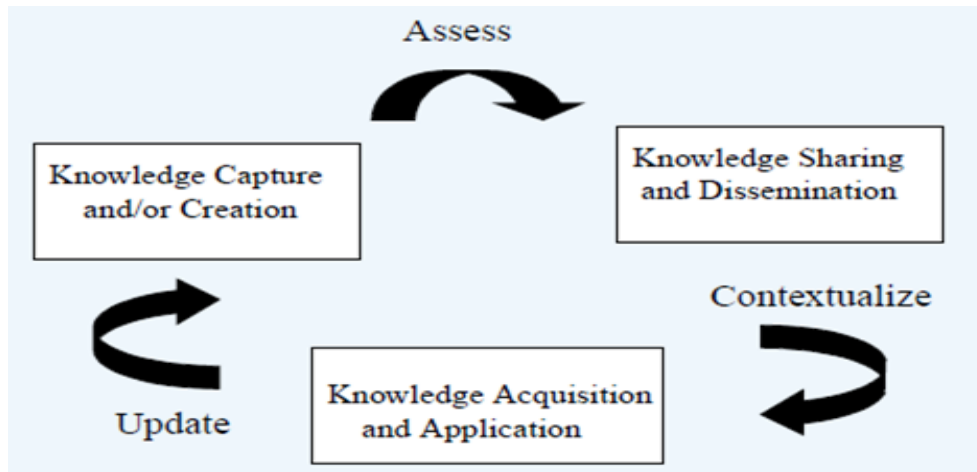 Assess
Knowledge Capture
and/or Creation
Knowledge Sharing
and Dissemination
Contextualize
Knowledge Acquisition
and Application
Update